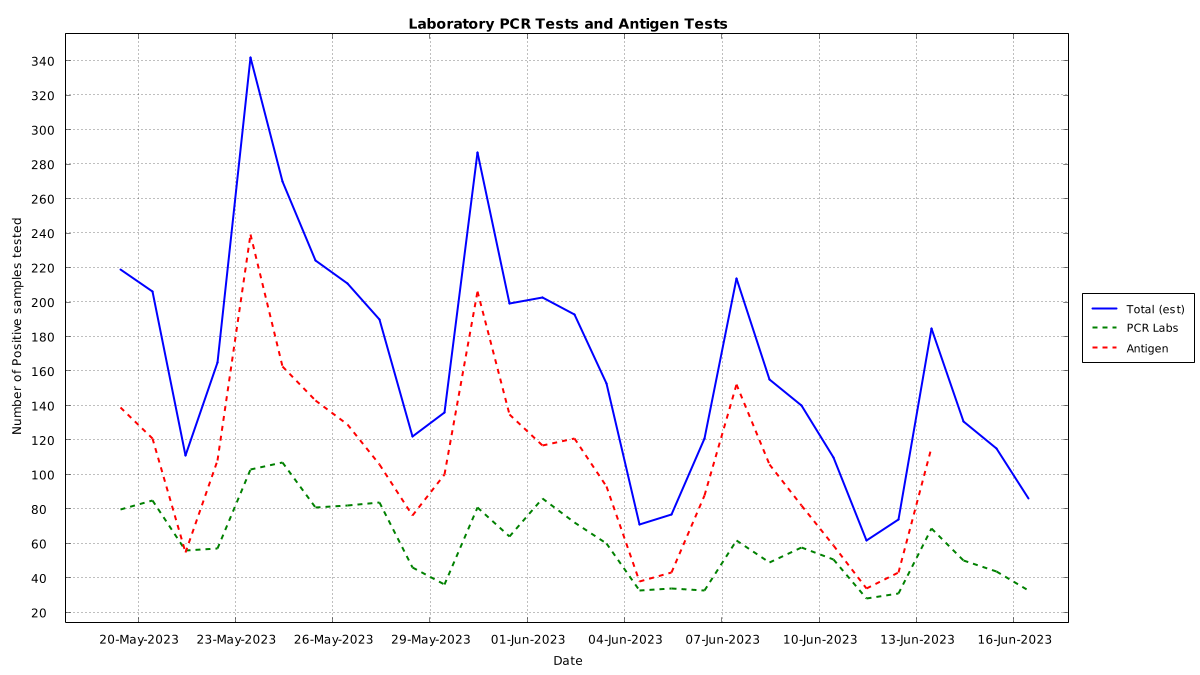 Laboratory PCR Tests and Antigen Tests
340
320
300
280
260
240
220
200
180
160
140
120
100
80
60
40
20
Number of Positive samples tested
20-May-2023 23-May-2023 26-May-2023 29-May-2023 01-Jun-2023 04-Jun-2023 07-Jun-2023 10-Jun-2023 13-Jun-2023 16-Jun-2023
Date
Total (est)
PCR Labs
Antigen